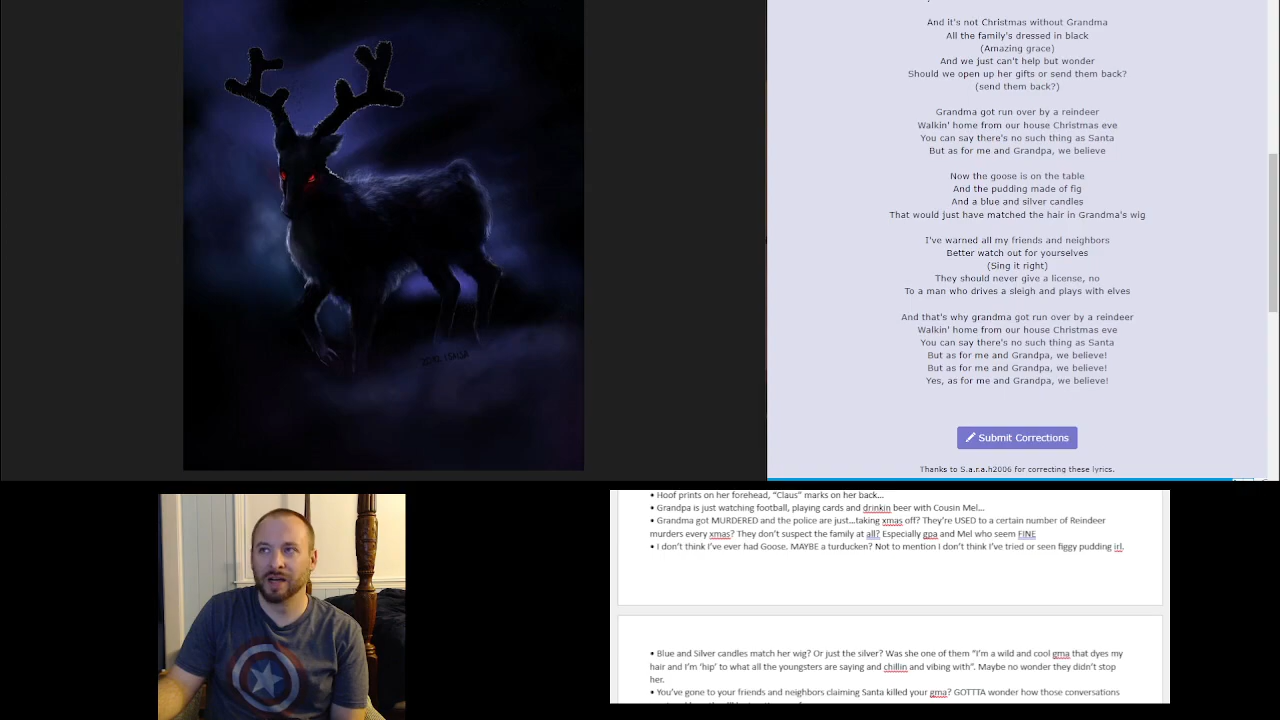 And it's not Christmas without Grandma
All the family's dressed in black
(Amazing grace)
And we just can't help but wonder
Should we open up her gifts or send them back?
(send them back?)
Grandma got run over by a reindeer
Walkin' home from our house Christmas eve
You can say there's no such thing as Santa
But as for me and Grandpa, we believe
Now the goose is on the table
And the pudding made of fig
And a blue and silver candles
That would just have matched the hair in Grandma's wig
I've warned all my friends and neighbors
Better watch out for yourselves
(Sing it right)
They should never give a license, no
To a man who drives a sleigh and plays with elves
And that's why grandma got run over by a reindeer
Walkin' home from our house Christmas eve
You can say there's no such thing as Santa
But as for me and Grandpa, we believe!
But as for me and Grandpa, we believe!
Yes, as for me and Grandpa, we believe!
Submit Corrections
Thanks to S.a.r.a.h2006 for correcting these lyrics.
• Hoof prints on her forehead, “Claus” marks on her back…
• Grandpa is just watching football, playing cards and drinkin beer with Cousin Mel…
• Grandma got MURDERED and the police are just…taking xmas off? They’re USED to a certain number of Reindeer
murders every xmas? They don’t suspect the family at all? Especially gpa and Mel who seem FINE
• I don’t think I’ve ever had Goose. MAYBE a turducken? Not to mention I don’t think I’ve tried or seen figgy pudding irl.
• Blue and Silver candles match her wig? Or just the silver? Was she one of them “I’m a wild and cool gma that dyes my
hair and I’m ‘hip’ to what all the youngsters are saying and chillin and vibing with”. Maybe no wonder they didn’t stop
her.
• You’ve gone to your friends and neighbors claiming Santa killed your gma? GOTTTA wonder how those conversations